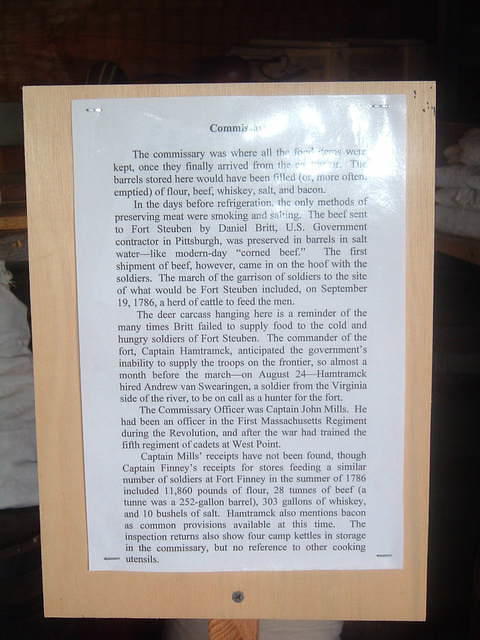 The commissary was where all the food items were
kept, once they finally arrived from the The
barrels stored here would have been filled (or, more often,
emptied) of flour, beef, whiskey, salt, and bacon.
In the days before refrigeration, the only methods of
preserving meat were smoking and salting. The beef sent
to Fort Steuben by Daniel Britt, U.S. Government
contractor in Pittsburgh, was preserved in barrels in salt
water—like modern-day “corned beef.” The first
shipment of beef, however, came in on the hoof with the
soldiers. The march of the garrison of soldiers to the site
of what would be Fort Steuben included, on September
19, 1786, a herd of cattle to feed the men.
The deer carcass hanging here is a reminder of the
many times Britt failed to supply food to the cold and
hungry soldiers of Fort Steuben. The commander of the
fort, Captain Hamtramck, anticipated the government's
inability to supply the troops on the frontier, so almost a
month before the march—on August 24—Hamtramck
hired Andrew van Swearingen, a soldier from the Virginia
side of the river, to be on call as a hunter for the fort.
The Commissary Officer was Captain John Mills. He
had been an officer in the First Massachusetts Regiment
during the Revolution, and after the war had trained the
fifth regiment of cadets at West Point.
Captain Mills' receipts have not been found, though
Captain Finney's receipts for stores feeding a similar
number of soldiers at Fort Finney in the summer of 1786
included 11,860 pounds of flour, 28 tunnes of beef (a
tunne was a 252-gallon barrel), 303 gallons of whiskey,
and 10 bushels of salt. Hamtramck also mentions bacon
as common provisions available at this time. The
inspection returns also show four camp kettles in storage
in the commissary, but no reference to other cooking
utensils.